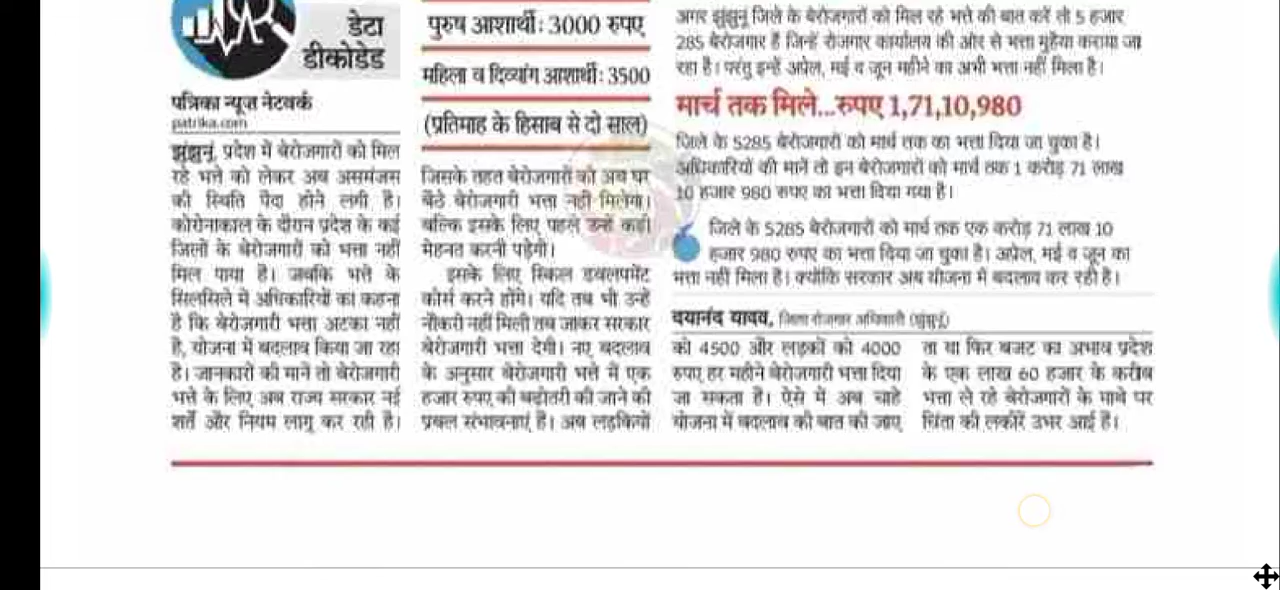 डेटा
डीकोडेड
पत्रिका न्यूज नेटवर्क
patrika.com
झुंझुनूं. प्रदेश में बेरोजगारों को मिल
रहे भत्ते को लेकर अब असमंजस
की स्थिति पैदा होने लगी है।
कोरोनाकाल के दौरान प्रदेश के कई
जिलों के बेरोजगारों को भत्ता नहीं
मिल पाया है। जबकि भत्ते के
सिलसिले में अधिकारियों का कहना
है कि बेरोजगारी भत्ता अटका नहीं
है, योजना में बदलाव किया जा रहा
है। जानकारों की माने तो बेरोजगारी
भत्ते के लिए अब राज्य सरकार नई
शर्तें और नियम लागू कर रही है।
पुरुष आशार्थी: 3000 रुपए
महिला व दिव्यांग आशार्थी: 3500
(प्रतिमाह के हिसाब से दो साल)
जिसके तहत बेरोजगारों को अब घर
बैठे बेरोजगारी भत्ता नहीं मिलेगा।
बल्कि इसके लिए पहले उन्हें कड़ी
मेहनत करनी पड़ेगी।
इसके लिए स्किल डवलपमेंट
कोर्स करने होंगे। यदि तब भी उन्हें
नौकरी नहीं मिली तब जाकर सरकार
बेरोजगारी भत्ता देगी। नए बदलाव
के अनुसार बेरोजगारी भत्ते में एक
हजार रुपए की बढ़ोतरी की जाने की
प्रबल संभावनाएं हैं। अब लड़कियों
अगर झुंझुनूं जिले के बेरोजगारों को मिल रहे भत्ते की बात करें तो 5 हजार
285 बेरोजगार हैं जिन्हें रोजगार कार्यालय की ओर से भत्ता मुहैया कराया जा
रहा है। परंतु इन्हें अप्रेल, मई व जून महीने का अभी भत्ता नहीं मिला है।
मार्च तक मिले...रुपए 1,71,10,980
जिले के 5285 बेरोजगारों को मार्च तक का भत्ता दिया जा चुका है।
अधिकारियों की मानें तो इन बेरोजगारों को मार्च तक 1 करोड़ 71 लाख
10 हजार 980 रुपए का भत्ता दिया गया है।
जिले के 5285 बेरोजगारों को मार्च तक एक करोड़ 71 लाख 10
हजार 980 रुपए का भत्ता दिया जा चुका है। अप्रेल, मई व जून का
भत्ता नहीं मिला है। क्योंकि सरकार अब योजना में बदलाव कर रही है।
दयानंद यादव, जिला रोजगार अधिकारी (झुंझुनूं)
को 4500 और लड़कों को 4000
रुपए हर महीने बेरोजगारी भत्ता दिया
जा सकता है। ऐसे में अब चाहे
योजना में बदलाव की बात की जाए
ता या फिर बजट का अभाव प्रदेश
के एक लाख 60 हजार के करीब
भत्ता ले रहे बेरोजगारों के माथे पर
चिंता की लकीरें उभर आई हैं।